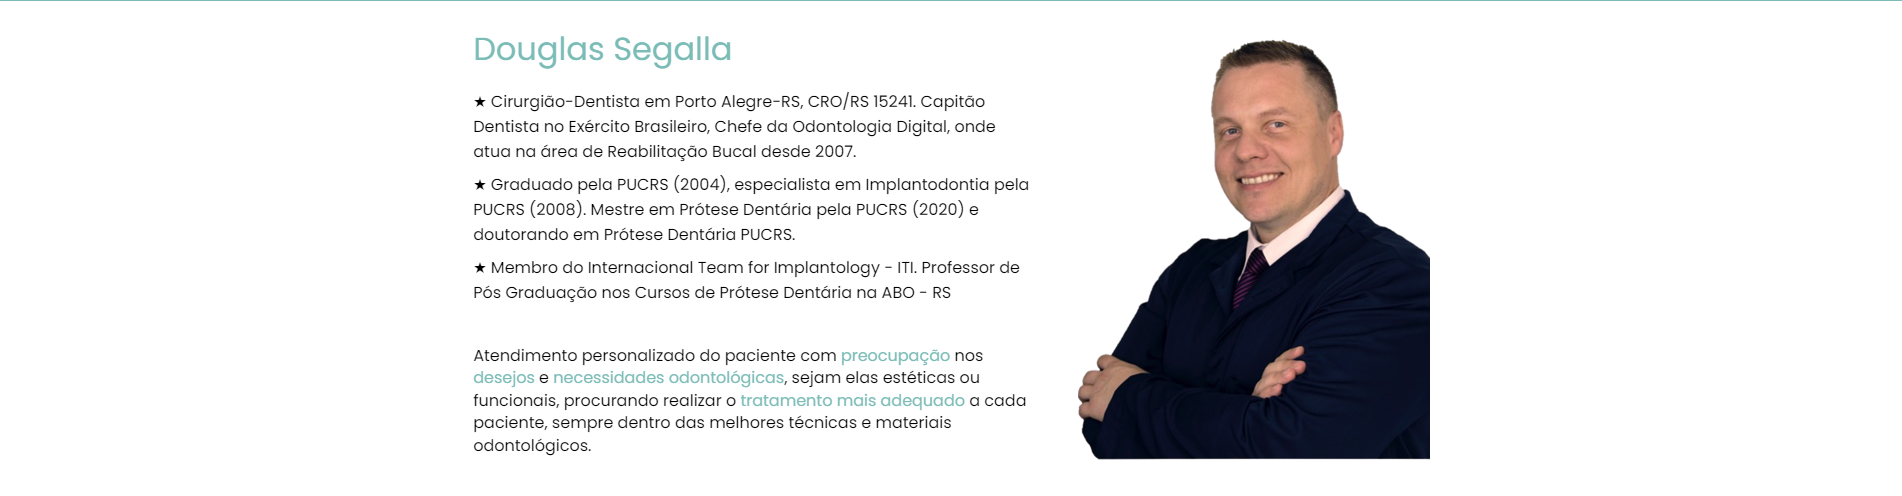 Douglas Segalla
★ Cirurgião-Dentista em Porto Alegre-RS, CRO/RS 15241. Capitão
Dentista no Exército Brasileiro, Chefe da Odontologia Digital, onde
atua na área de Reabilitação Bucal desde 2007.
★ Graduado pela PUCRS (2004), especialista em Implantodontia pela
PUCRS (2008). Mestre em Prótese Dentária pela PUCRS (2020) e
doutorando em Prótese Dentária PUCRS.
★ Membro do Internacional Team for Implantology - ITI. Professor de
Pós Graduação nos Cursos de Prótese Dentária na ABO - RS
Atendimento personalizado do paciente com preocupação nos
desejos e necessidades odontológicas, sejam elas estéticas ou
funcionais, procurando realizar o tratamento mais adequado a cada
paciente, sempre dentro das melhores técnicas e materiais
odontológicos.